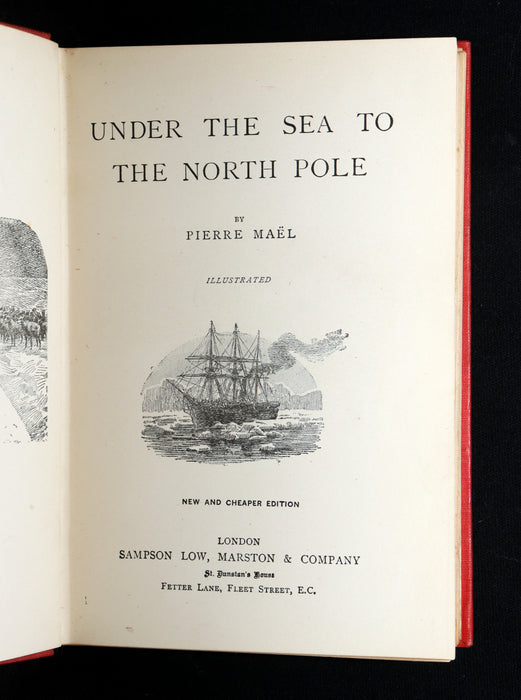 UNDER THE SEA TO
THE NORTH POLE
BY
PIERRE MAËL
ILLUSTRATED
NEW AND CHEAPER EDITION
LONDON
SAMPSON LOW, MARSTON & COMPANY
St. Dunstan's House
FETTER LANE, FLEET STREET, E.C.